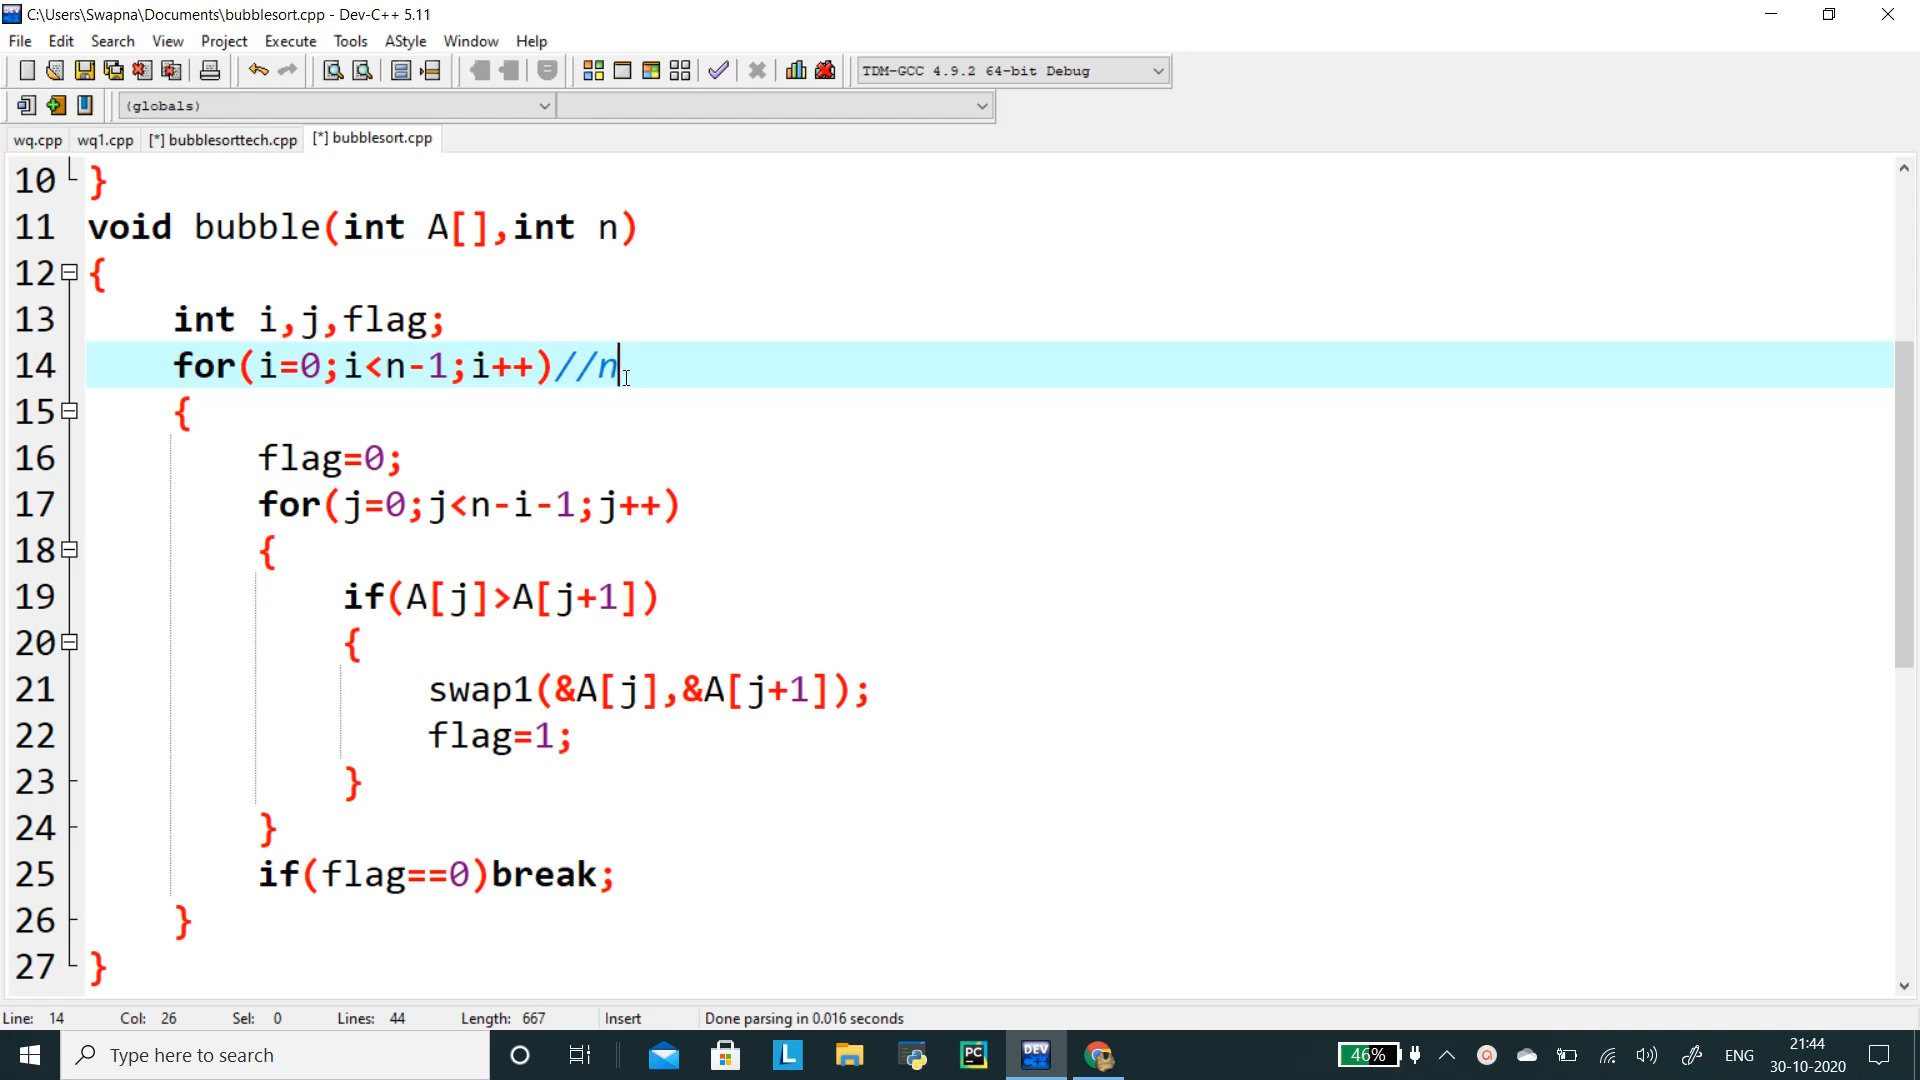 C:\Users\Swapna\Documents\bubblesort.cpp - Dev-C++ 5.11
File Edit Search View Project Execute Tools AStyle Window Help
TDM-GCC 4.9.2 64-bit Debug
(globals)
wq.cpp wq1.cpp [*] bubblesorttech.cpp [*] bubblesort.cpp
10 }
11 void bubble(int A[],int n)
12 {
13 int i,j,flag;
14 for(i=0;i<n-1;i++)//n
15 {
16 flag=0;
17 for(j=0;j<n-i-1;j++)
18 {
19 if(A[j]>A[j+1])
20 {
21 swap1(&A[j],&A[j+1]);
22 flag=1;
23 }
24 }
25 if(flag==0)break;
26 }
27 }
Line: 14 Col: 26 Sel: 0 Lines: 44 Length: 667 Insert Done parsing in 0.016 seconds
Type here to search L PC DEV 46% ENG 21:44
30-10-2020